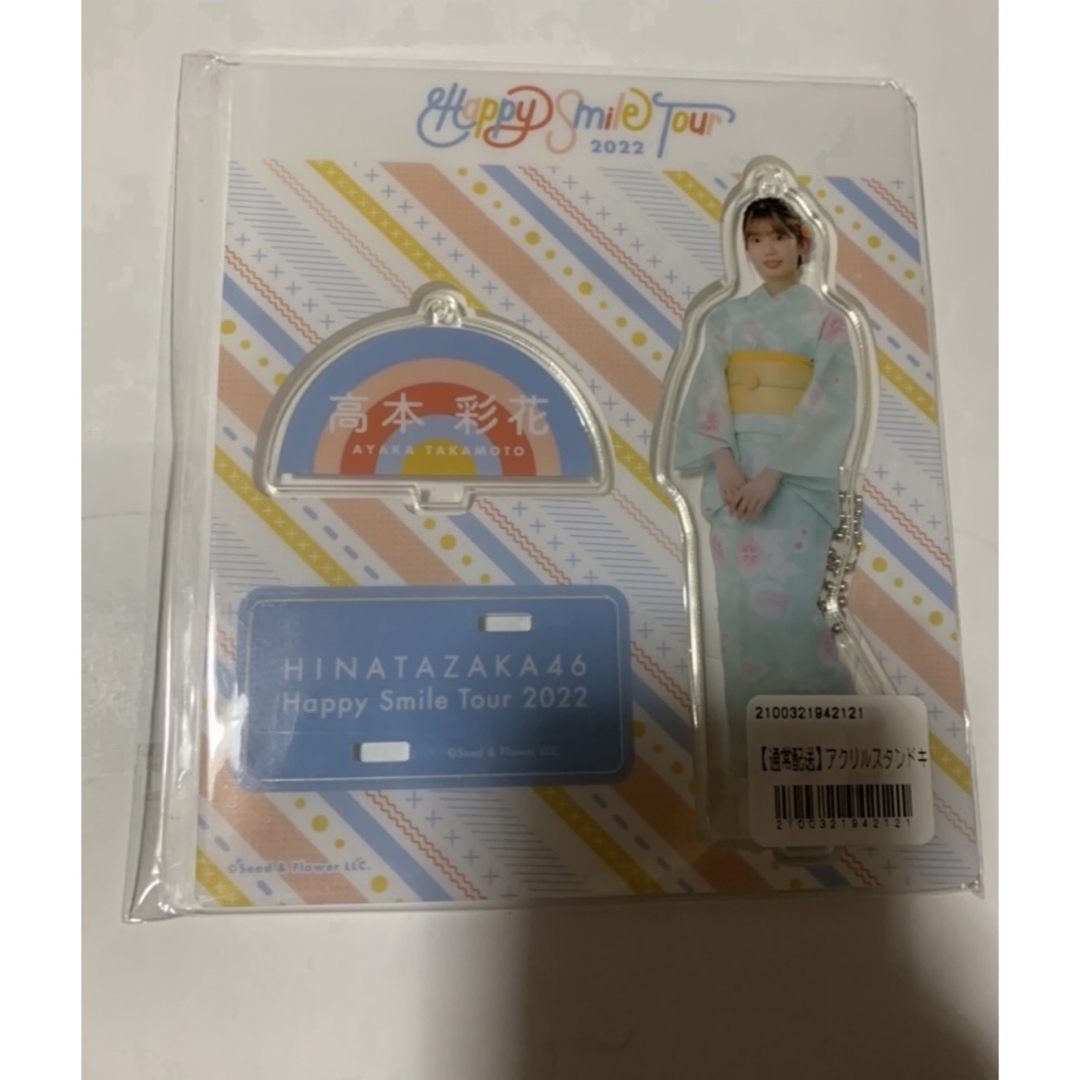 Happy Smile Tour
2022
高本 彩花
AYAKA TAKAMOTO
HINATAZAKA46
Happy Smile Tour 2022
©Seed & Flower LLC
2100321942121
【通常配送】アクリルスタンドキ
2100321942121
©Seed & Flower LLC.